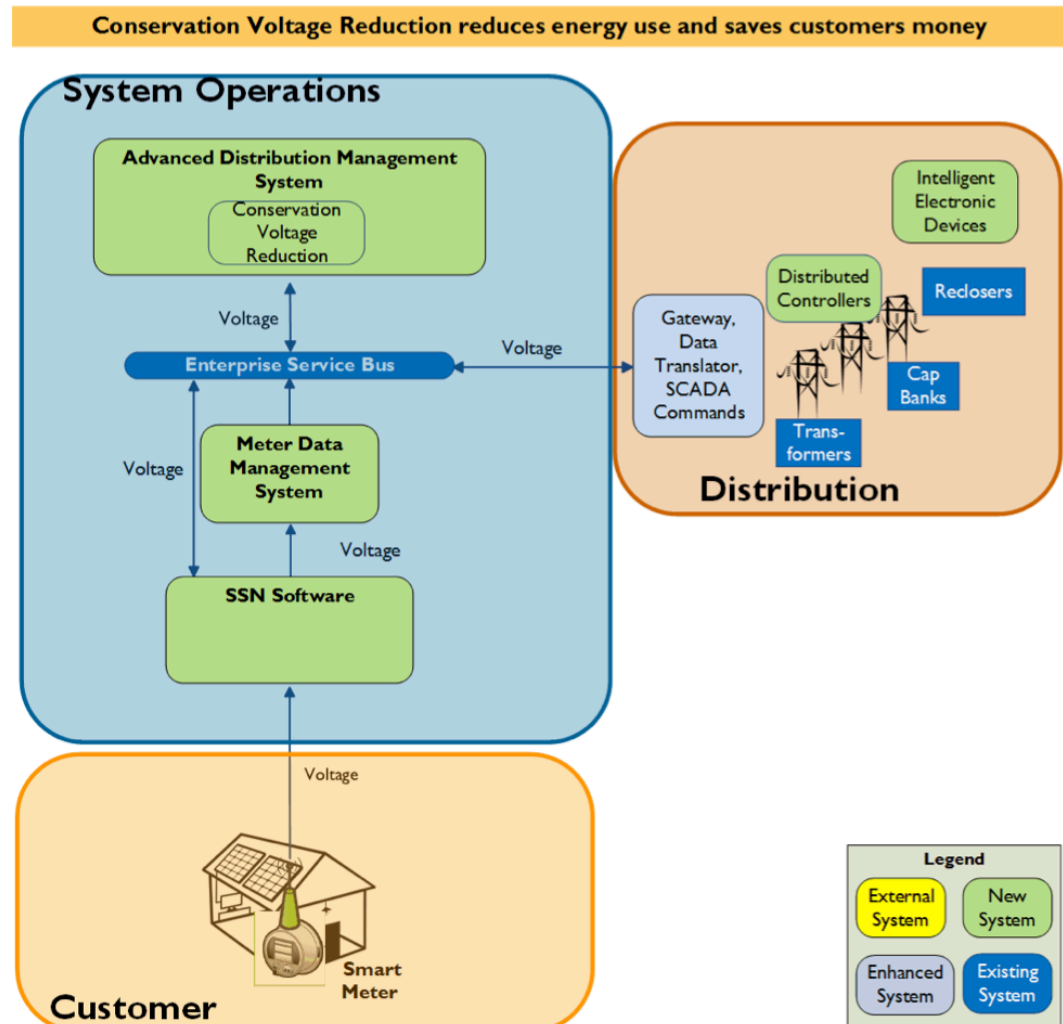 Conservation Voltage Reduction reduces energy use and saves customers money
System Operations
Advanced Distribution Management
System
Conservation
Voltage
Reduction
Voltage
Enterprise Service Bus
Voltage
Meter Data
Management
System
Voltage
SSN Software
Voltage
Intelligent
Electronic
Devices
Distributed
Controllers
Reclosers
Gateway,
Data
Translator,
SCADA
Commands
Cap
Banks
Trans-
formers
Distribution
Voltage
Smart
Meter
Customer
Legend
External
System
New
System
Enhanced
System
Existing
System